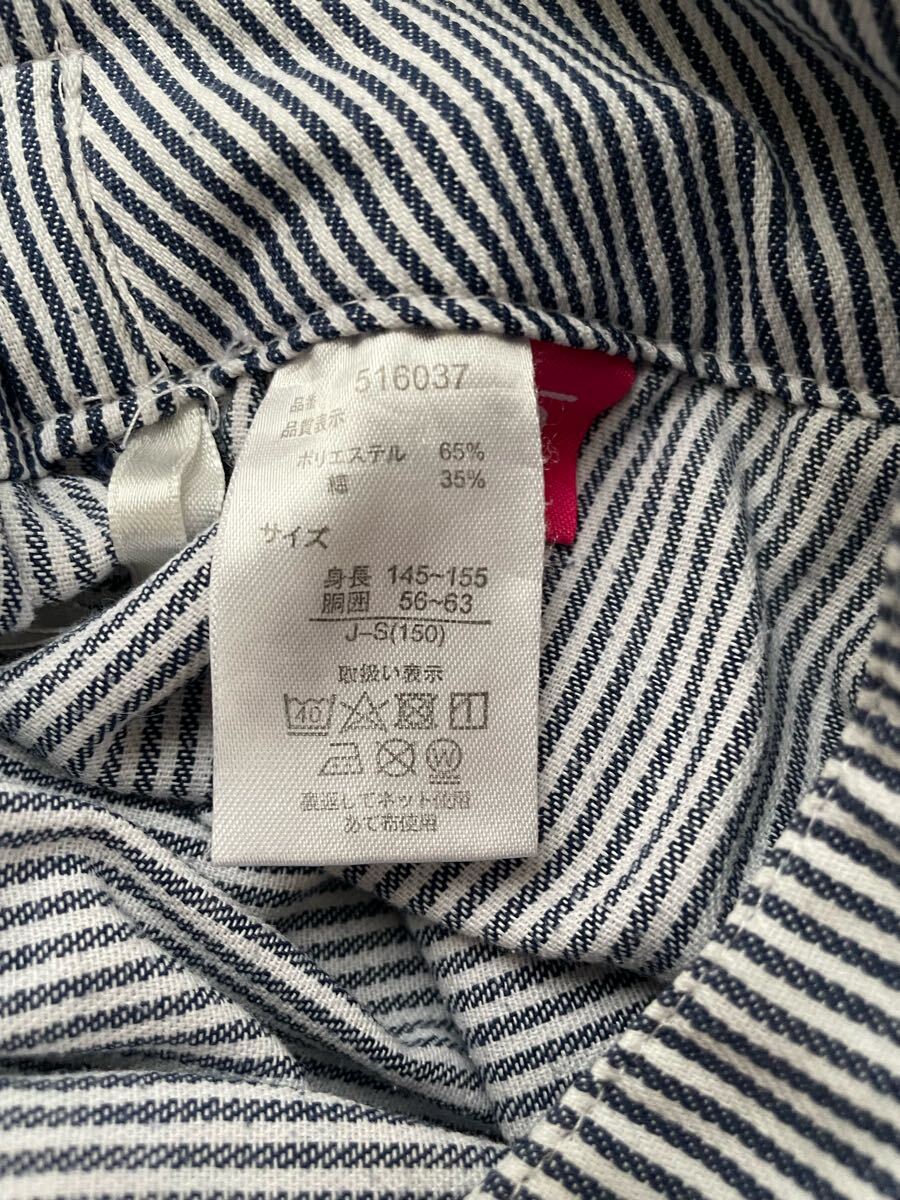 品番 516037
品質表示
ポリエステル 65%
綿 35%
サイズ
身長 145~155
胴囲 56~63
J-S(150)
取扱い表示
40
W
裏返してネット使用
あて布使用